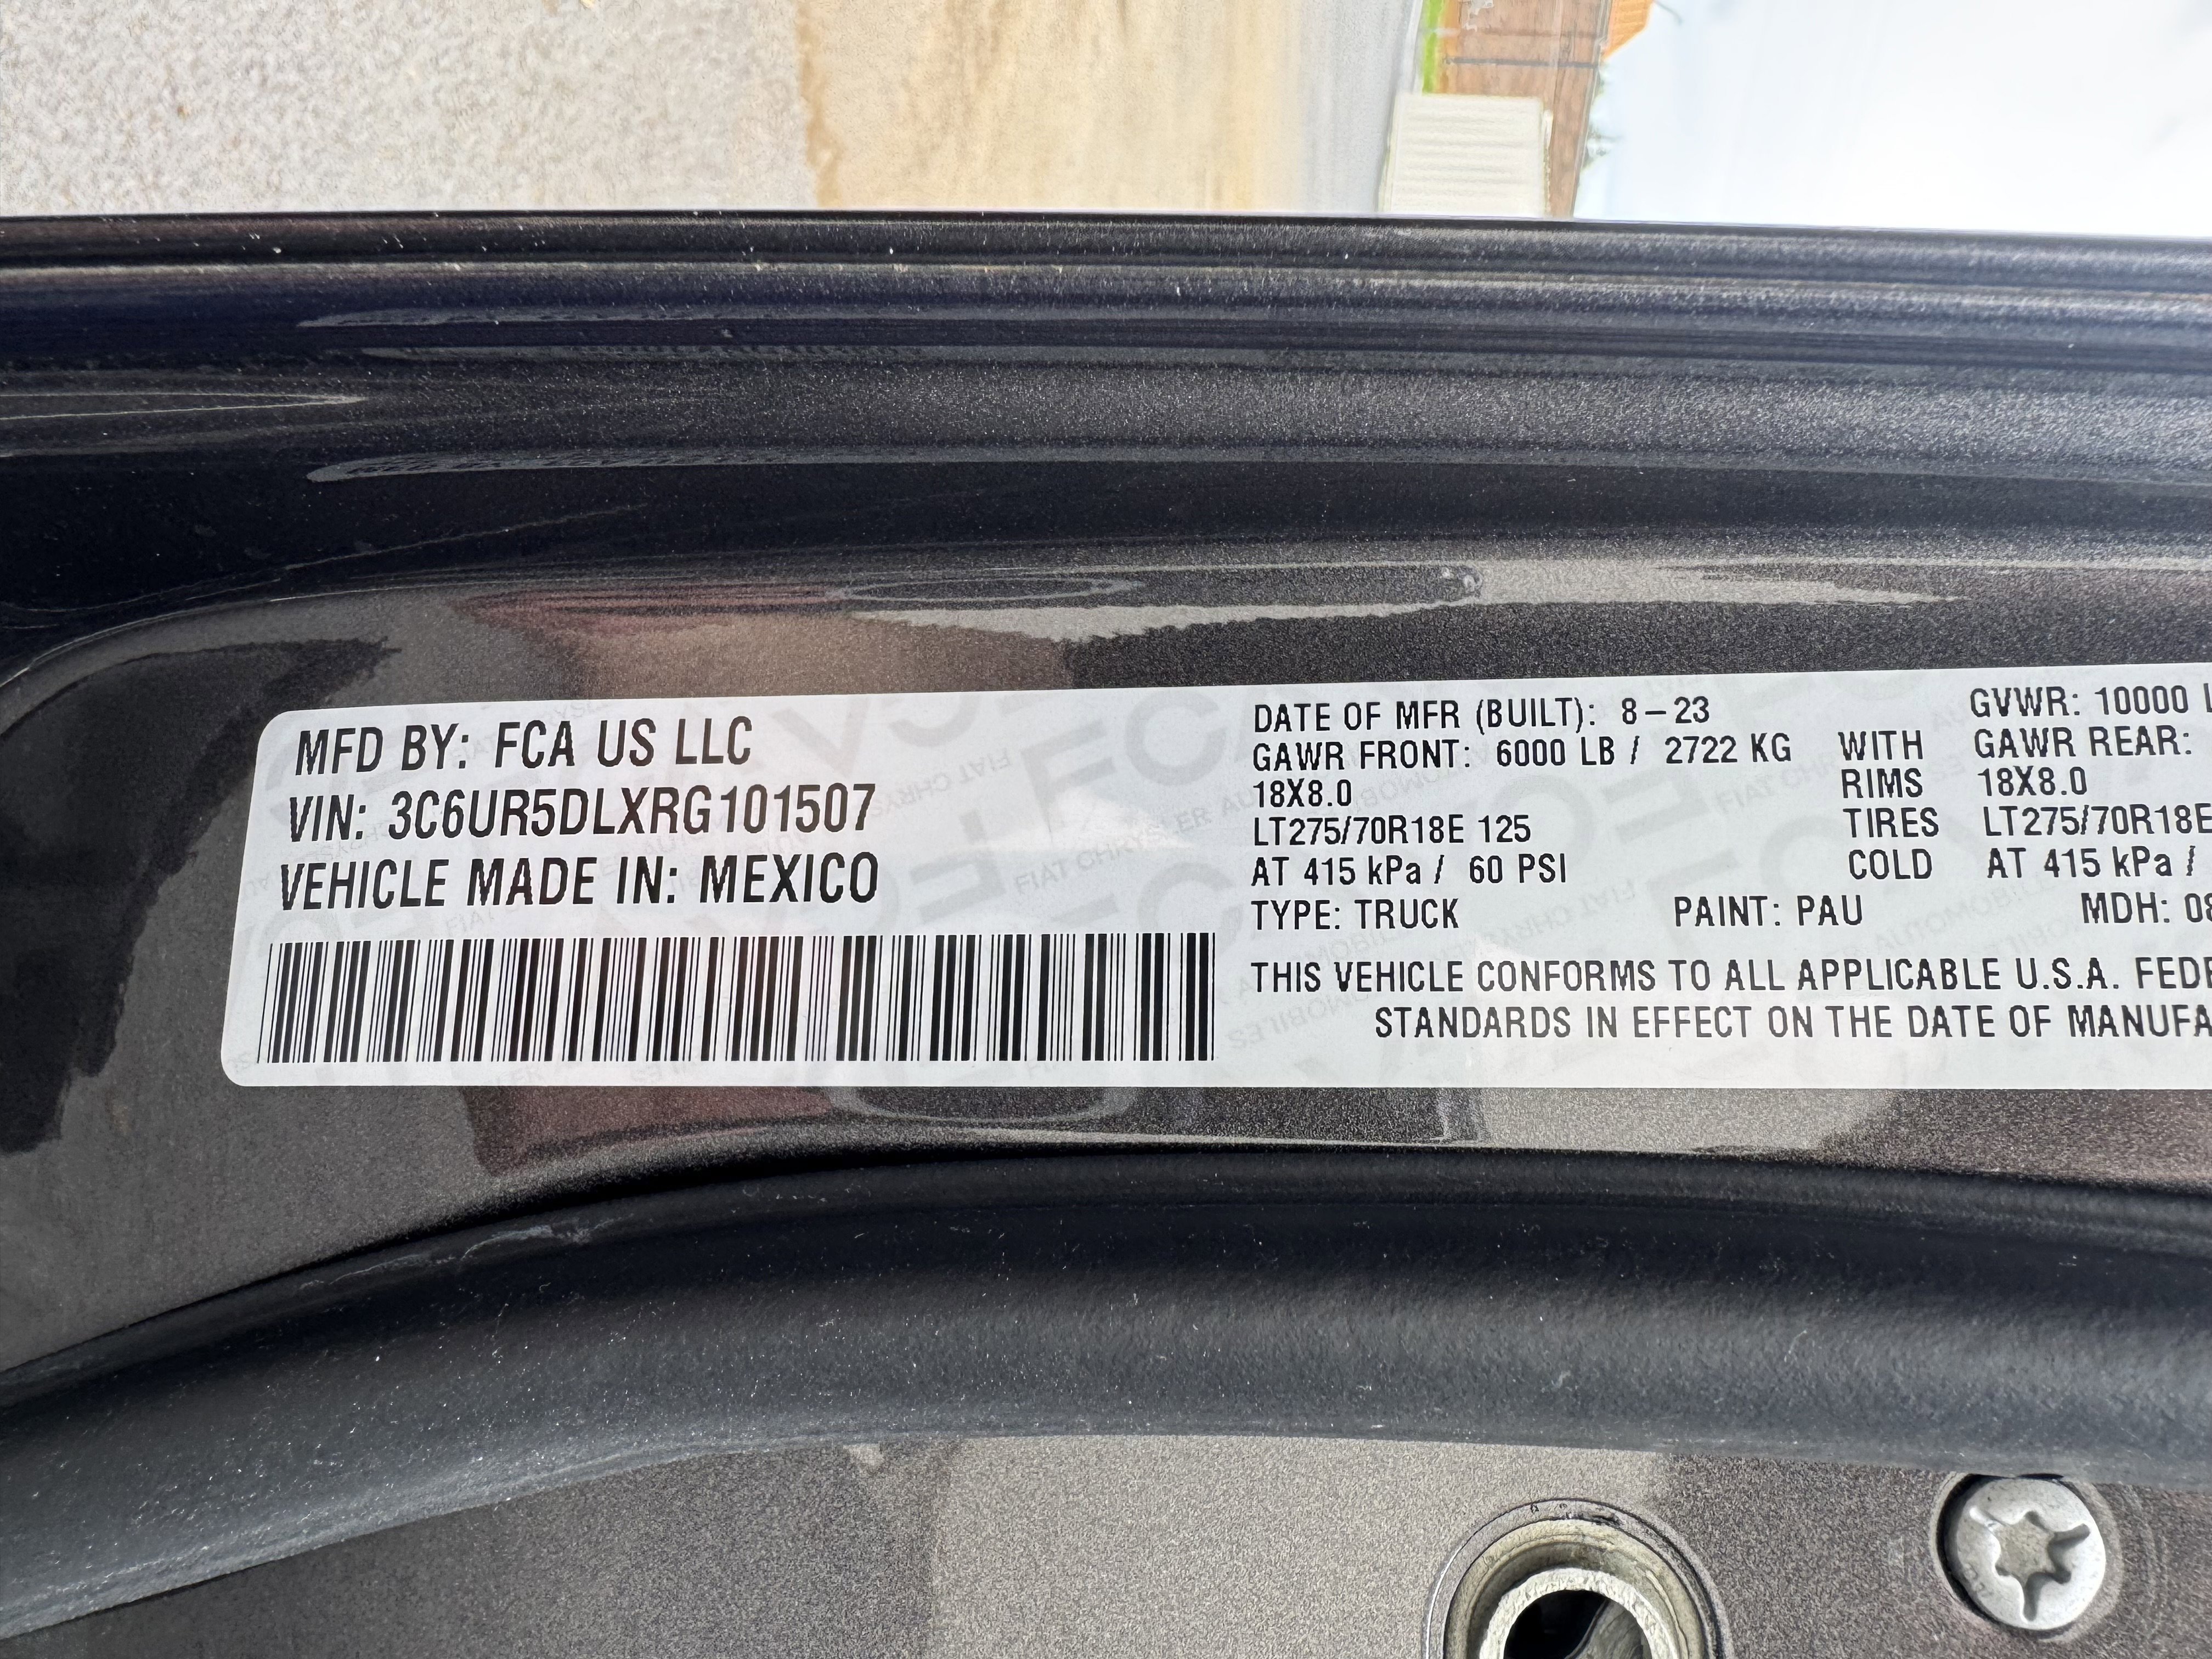 MFD BY: FCA US LLC
VIN: 3C6UR5DLXRG101507
VEHICLE MADE IN: MEXICO
DATE OF MFR (BUILT): 8-23 GVWR: 10000
GAWR FRONT: 6000 LB / 2722 KG WITH GAWR REAR:
18X8.0 RIMS 18X8.0
LT275/70R18E 125 TIRES LT275/70R18E
AT 415 kPa / 60 PSI COLD AT 415 kPa /
TYPE: TRUCK PAINT: PAU MDH:
THIS VEHICLE CONFORMS TO ALL APPLICABLE U.S.A.
STANDARDS IN EFFECT ON THE DATE OF